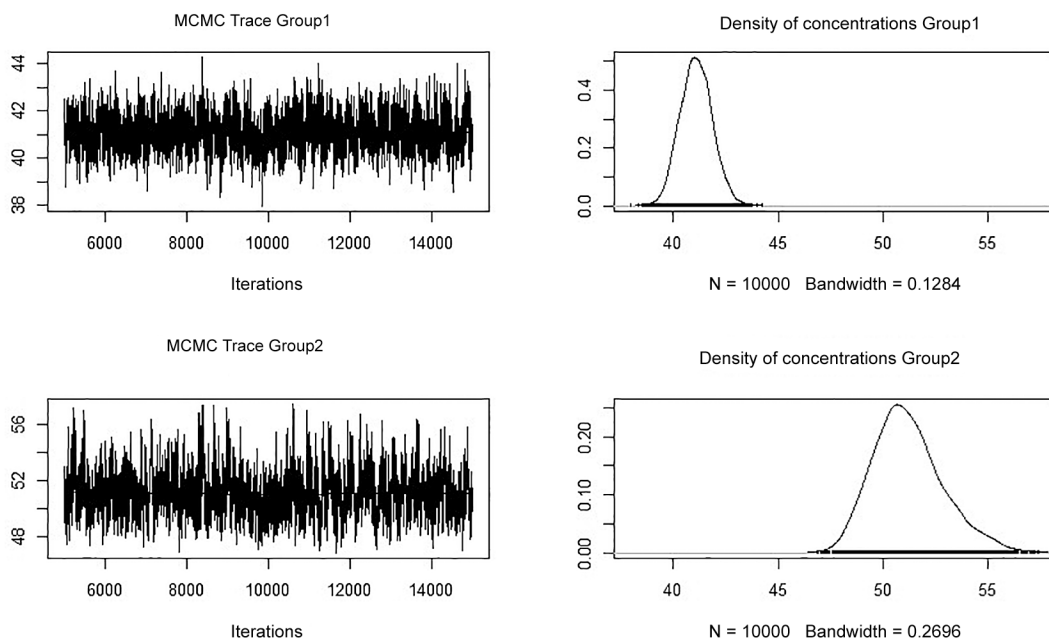 MCMC Trace Group1
44
42
40
38
6000 8000 10000 12000 14000
Iterations
Density of concentrations Group1
0.4
0.2
0.0
40 45 50 55
N = 10000 Bandwidth = 0.1284
MCMC Trace Group2
56
52
48
6000 8000 10000 12000 14000
Iterations
Density of concentrations Group2
0.20
0.10
0.00
40 45 50 55
N = 10000 Bandwidth = 0.2696